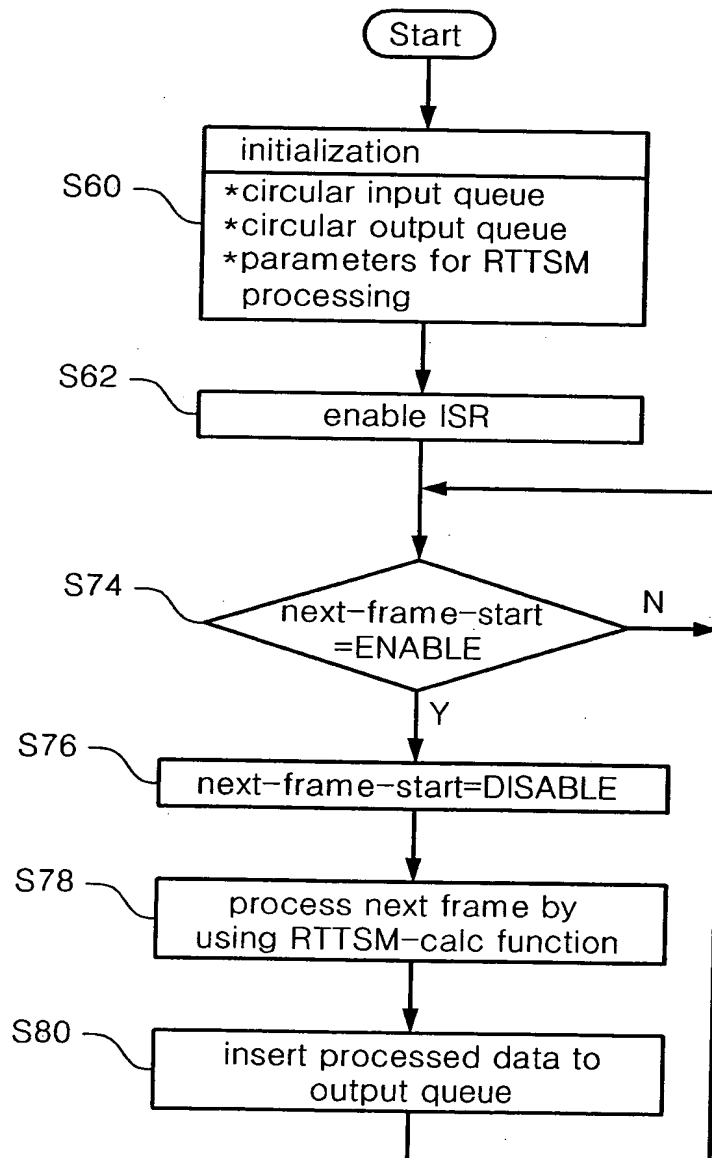 Start
initialization
S60
*circular input queue
*circular output queue
*parameters for RTTSM
processing
S62
enable ISR
S74
next-frame-start
=ENABLE
N
Y
S76
next-frame-start=DISABLE
S78
process next frame by
using RTTSM-calc function
S80
insert processed data to
output queue